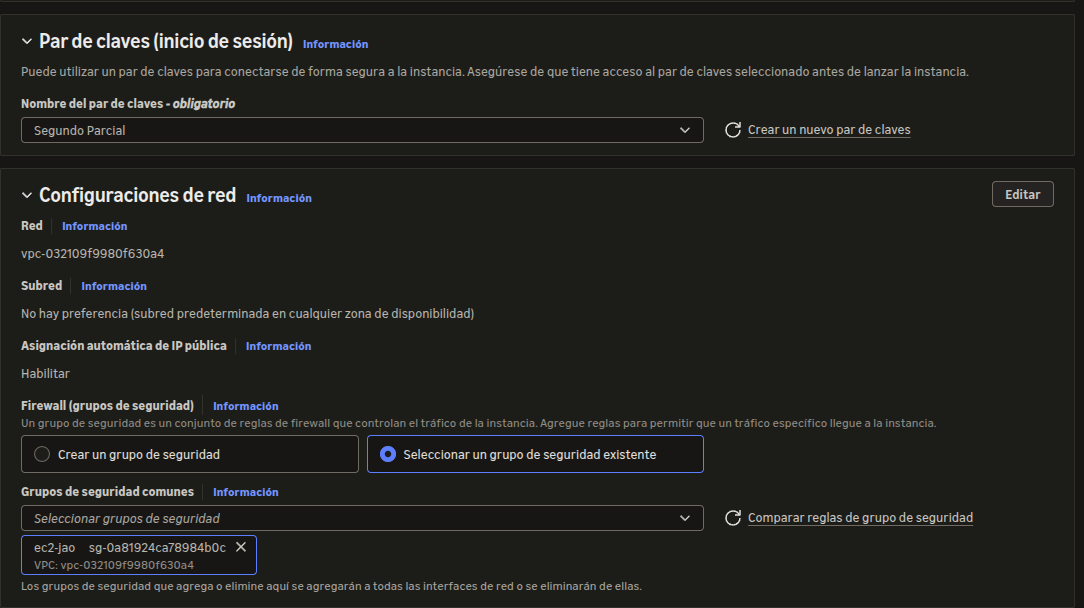 Par de claves (inicio de sesión) Información
Puede utilizar un par de claves para conectarse de forma segura a la instancia. Asegúrese de que tiene acceso al par de claves seleccionado antes de lanzar la instancia.
Nombre del par de claves - obligatorio
Segundo Parcial
Crear un nuevo par de claves
Configuraciones de red Información
Editar
Red Información
vpc-032109f9980f630a4
Subred Información
No hay preferencia (subred predeterminada en cualquier zona de disponibilidad)
Asignación automática de IP pública Información
Habilitar
Firewall (grupos de seguridad) Información
Un grupo de seguridad es un conjunto de reglas de firewall que controlan el tráfico de la instancia. Agregue reglas para permitir que un tráfico específico llegue a la instancia.
Crear un grupo de seguridad
Seleccionar un grupo de seguridad existente
Grupos de seguridad comunes Información
Seleccionar grupos de seguridad
Comparar reglas de grupo de seguridad
ec2-jao sg-0a81924ca78984b0c
VPC: vpc-032109f9980f630a4
Los grupos de seguridad que agrega o elimine aquí se agregarán a todas las interfaces de red o se eliminarán de ellas.